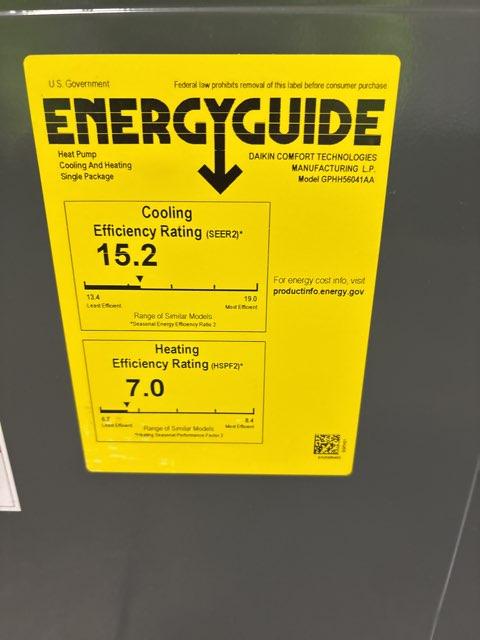 U.S. Government
Federal law prohibits removal of this label before consumer purchase
ENERGYGUIDE
Heat Pump
Cooling And Heating
Single Package
DAIKIN COMFORT TECHNOLOGIES
MANUFACTURING L.P.
Model GPHH56041AA
Cooling
Efficiency Rating (SEER2)*
15.2
13.4
19.0
Least Efficient
Most Efficient
Range of Similar Models
*Seasonal Energy Efficiency Ratio 2
For energy cost info, visit
productinfo.energy.gov
Heating
Efficiency Rating (HSPF2)*
7.0
6.7
8.4
Least Efficient
Most Efficient
Range of Similar Models
*Heating Seasonal Performance Factor 2